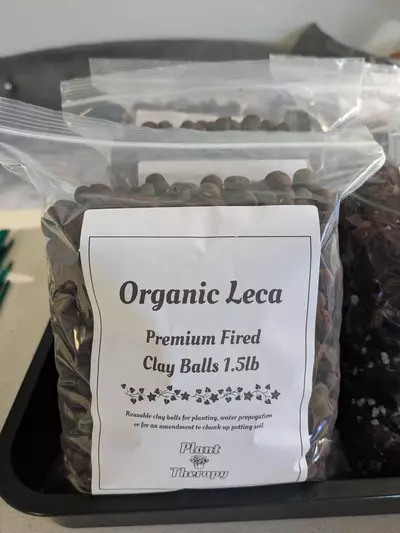 Organic Leca
Premium Fired
Clay Balls 1.5lb
Reusable clay balls for planting, water propogation
or for an amendment to chunk up potting soil
Plant
Therapy